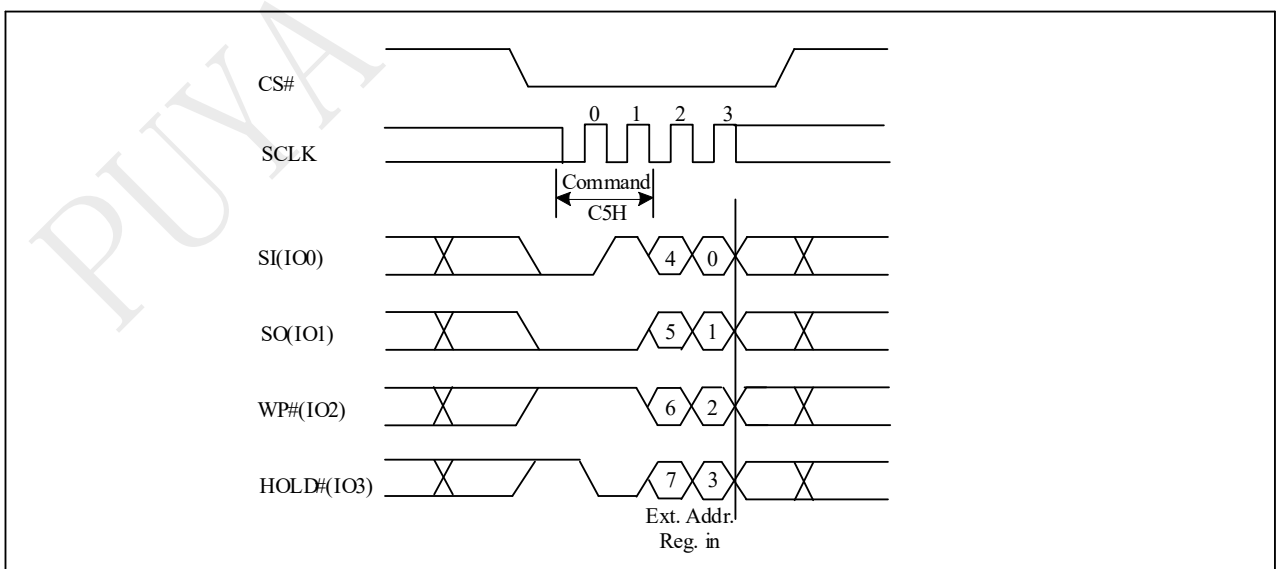 PUYA
CS#
0 1 2 3
SCLK
Command
C5H
SI(IO0) 4 0
SO(IO1) 5 1
WP#(IO2) 6 2
HOLD#(IO3) 7 3
Ext. Addr.
Reg. in